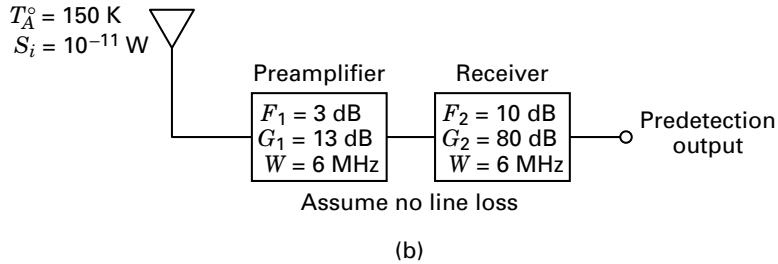 T°A = 150 K
Si = 10⁻¹¹ W
Preamplifier
F1 = 3 dB
G1 = 13 dB
W = 6 MHz
Receiver
F2 = 10 dB
G2 = 80 dB
W = 6 MHz
Predetection
output
Assume no line loss
(b)